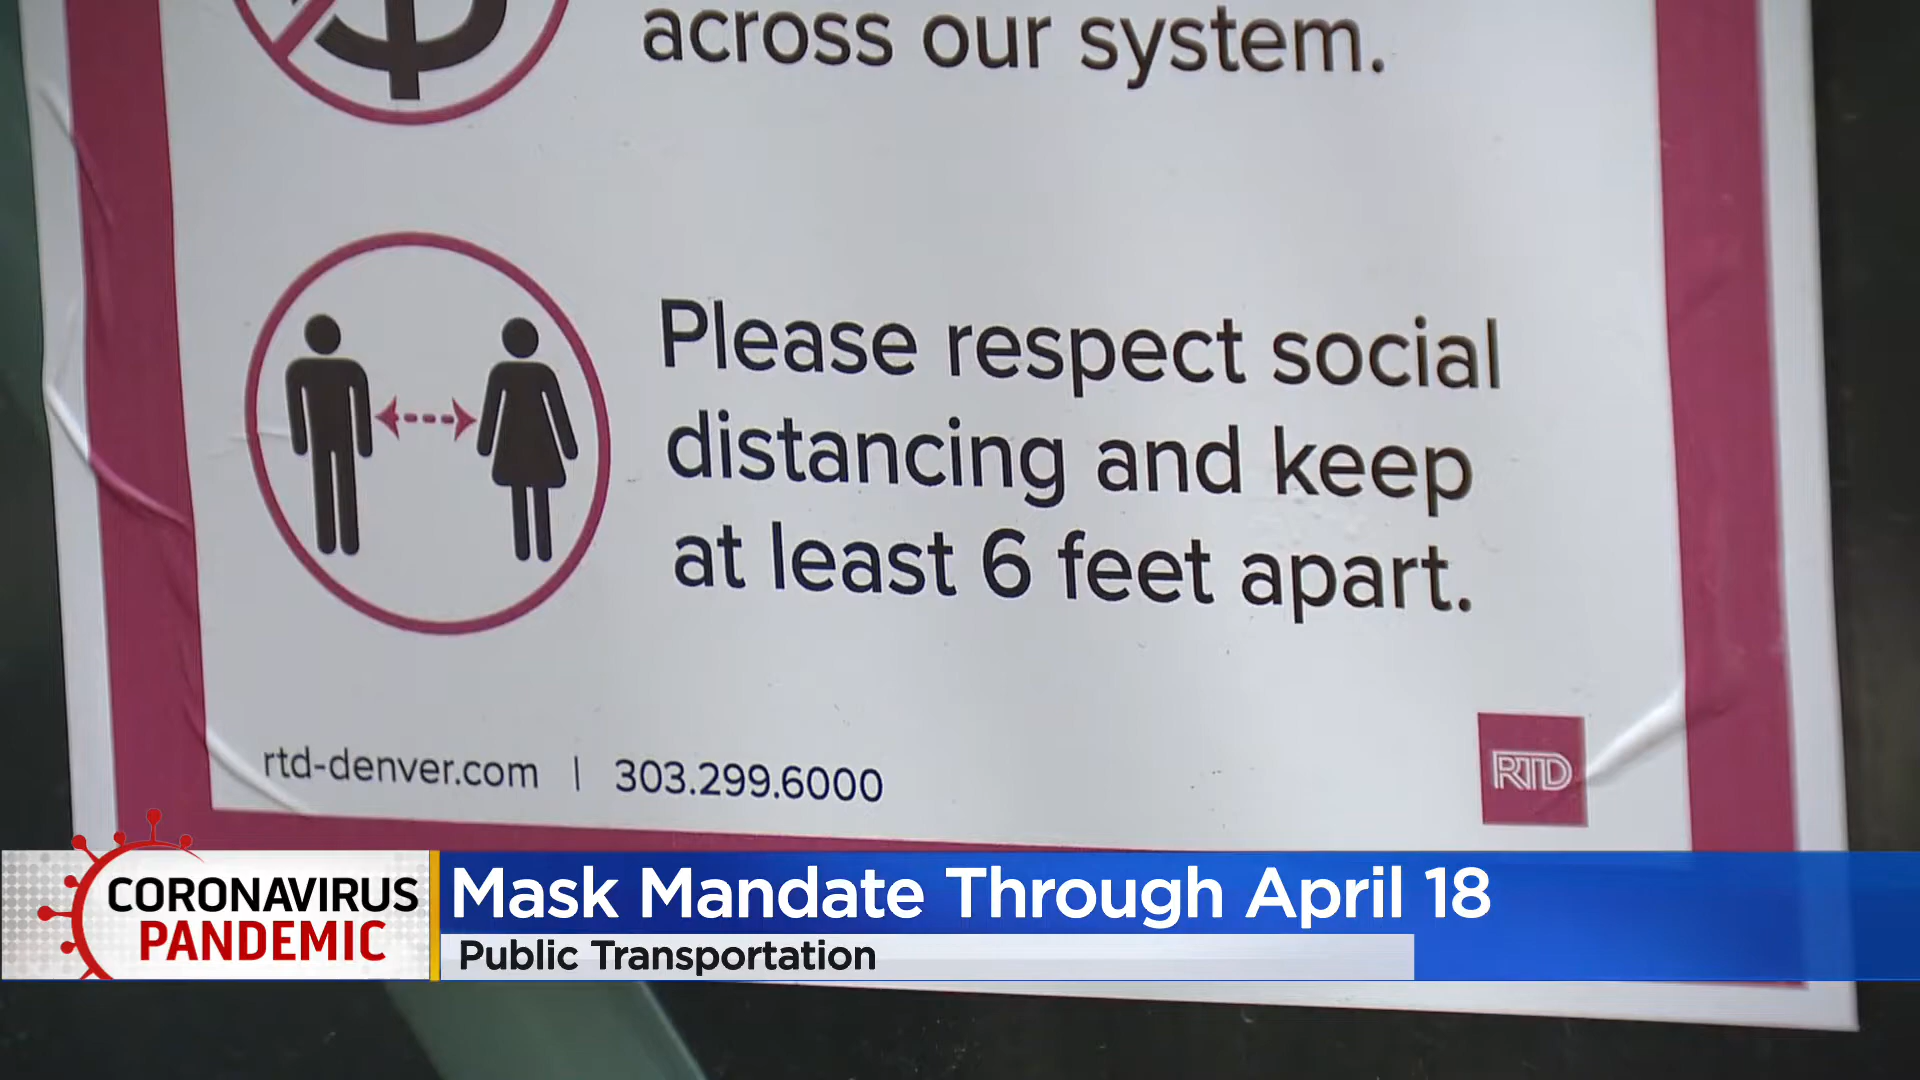 across our system.
Please respect social
distancing and keep
at least 6 feet apart.
rtd-denver.com | 303.299.6000
RTD
CORONAVIRUS
PANDEMIC
Mask Mandate Through April 18
Public Transportation